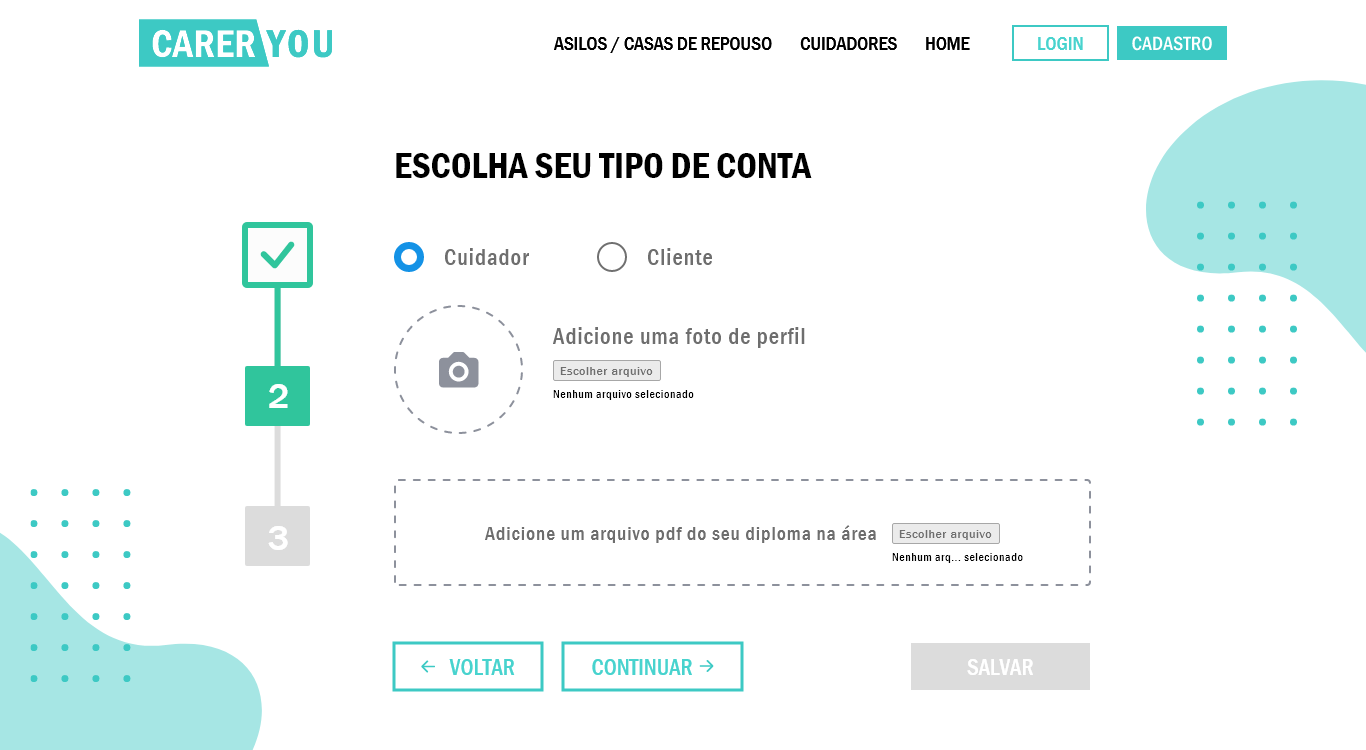 CARER YOU
ASILOS / CASAS DE REPOUSO CUIDADORES HOME LOGIN CADASTRO
ESCOLHA SEU TIPO DE CONTA
Cuidador Cliente
Adicione uma foto de perfil
Escolher arquivo
Nenhum arquivo selecionado
2
Adicione um arquivo pdf do seu diploma na área Escolher arquivo
Nenhum arq... selecionado
3
VOLTAR CONTINUAR SALVAR